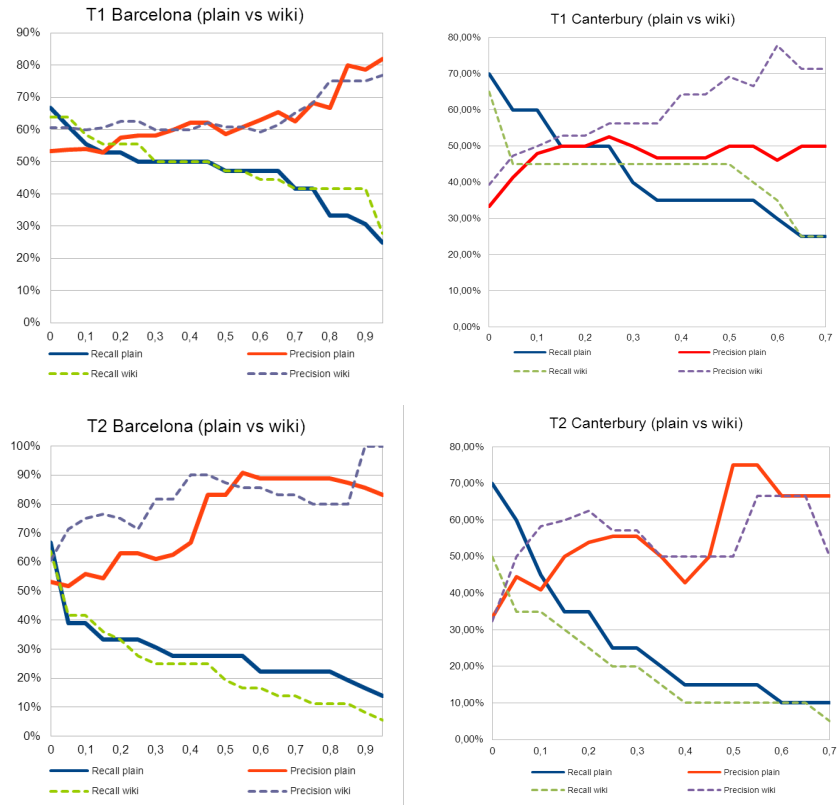 T1 Barcelona (plain vs wiki)
90%
80%
70%
60%
50%
40%
30%
20%
10%
0%
0 0,1 0,2 0,3 0,4 0,5 0,6 0,7 0,8 0,9
Recall plain Precision plain
Recall wiki Precision wiki
T1 Canterbury (plain vs wiki)
80,00%
70,00%
60,00%
50,00%
40,00%
30,00%
20,00%
10,00%
0,00%
0 0,1 0,2 0,3 0,4 0,5 0,6 0,7
Recall plain Precision plain
Recall wiki Precision wiki
T2 Barcelona (plain vs wiki)
100%
90%
80%
70%
60%
50%
40%
30%
20%
10%
0%
0 0,1 0,2 0,3 0,4 0,5 0,6 0,7 0,8 0,9
Recall plain Precision plain
Recall wiki Precision wiki
T2 Canterbury (plain vs wiki)
80,00%
70,00%
60,00%
50,00%
40,00%
30,00%
20,00%
10,00%
0,00%
0 0,1 0,2 0,3 0,4 0,5 0,6 0,7
Recall plain Precision plain
Recall wiki Precision wiki